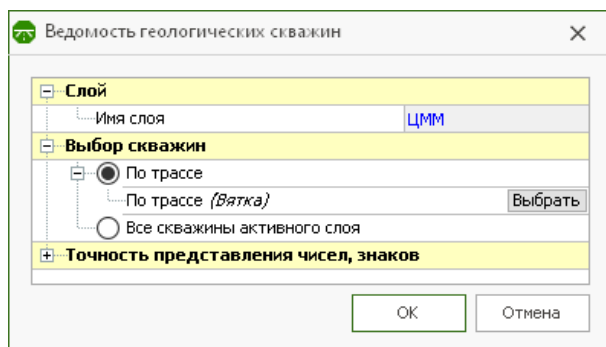 Ведомость геологических скважин
Слой
Имя слоя ЦММ
Выбор скважин
По трассе
По трассе (Вятка) Выбрать
Все скважины активного слоя
Точность представления чисел, знаков
ОК Отмена